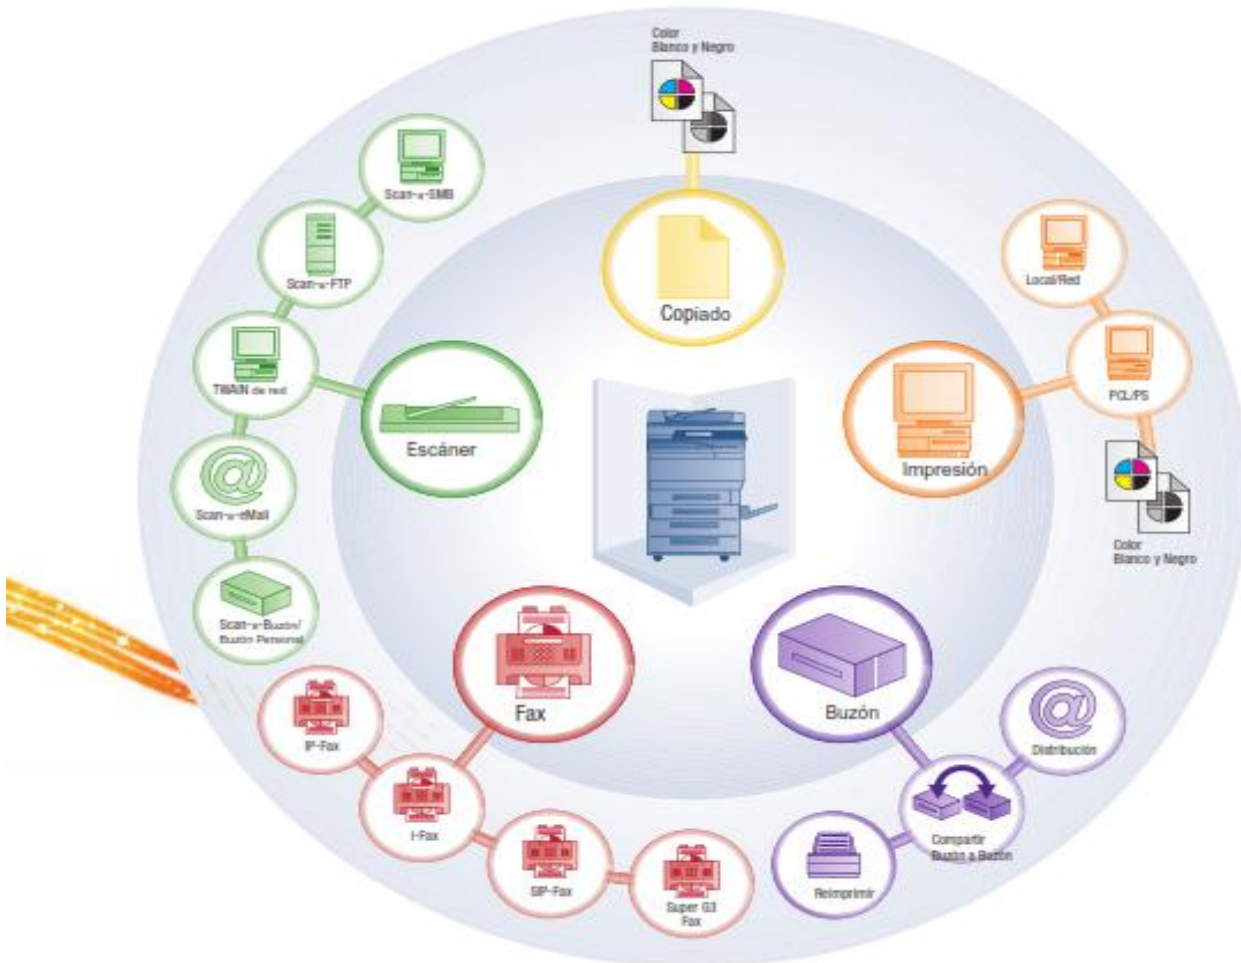 Color
Blanco y Negro
Scan-a-SMB
Scan-a-FTP
Copiado
Local/Red
TWAIN de red
PCL/PS
Escáner
Impresión
Scan-a-eMail
Color
Blanco y Negro
Scan-a-Buzón/
Buzón Personal
Fax
Buzón
IP-Fax
Distribución
I-Fax
Compartir
Buzón a Buzón
SIP-Fax
Super G3
Fax
Reimprimir